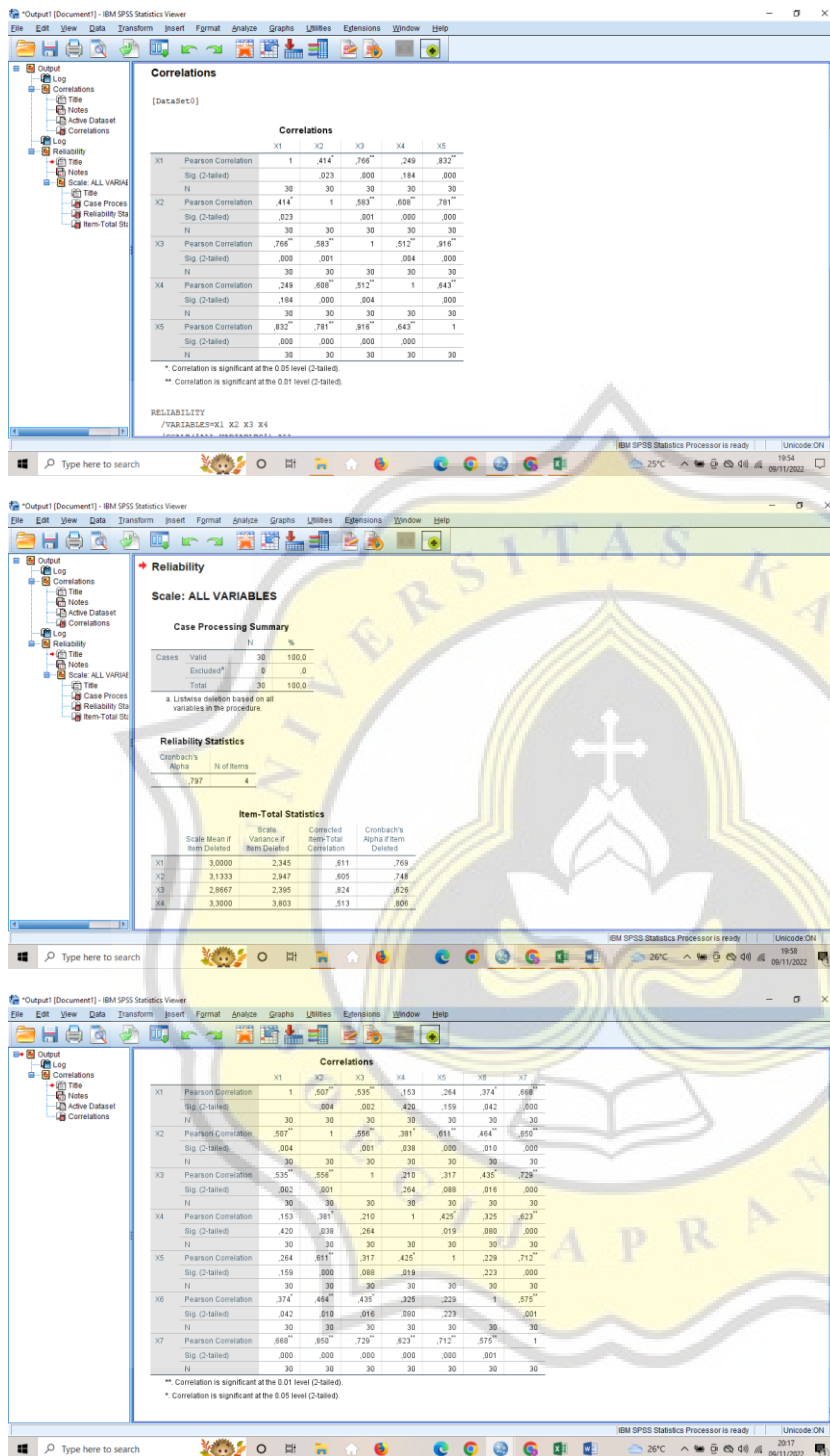 *Output1 [Document1] - IBM SPSS Statistics Viewer
File Edit View Data Transform Insert Format Analyze Graphs Utilities Extensions Window Help
Output
Log
Correlations
Title
Notes
Active Dataset
Correlations
Log
Reliability
Title
Notes
Scale: ALL VARIAE
Title
Case Proces
Reliability Sta
Item-Total Sta
Correlations
[DataSet0]
Correlations
X1 X2 X3 X4 X5
X1 Pearson Correlation 1 ,414* ,766** ,249 ,832**
Sig. (2-tailed) ,023 ,000 ,184 ,000
N 30 30 30 30 30
X2 Pearson Correlation ,414* 1 ,583** ,608** ,781**
Sig. (2-tailed) ,023 ,001 ,000 ,000
N 30 30 30 30 30
X3 Pearson Correlation ,766** ,583** 1 ,512** ,916**
Sig. (2-tailed) ,000 ,001 ,004 ,000
N 30 30 30 30 30
X4 Pearson Correlation ,249 ,608** ,512** 1 ,643**
Sig. (2-tailed) ,184 ,000 ,004 ,000
N 30 30 30 30 30
X5 Pearson Correlation ,832** ,781** ,916** ,643** 1
Sig. (2-tailed) ,000 ,000 ,000 ,000
N 30 30 30 30 30
*. Correlation is significant at the 0.05 level (2-tailed).
**. Correlation is significant at the 0.01 level (2-tailed).
RELIABILITY
/VARIABLES=X1 X2 X3 X4
IBM SPSS Statistics Processor is ready Unicode:ON
Type here to search 25°C 19:54
09/11/2022
*Output1 [Document1] - IBM SPSS Statistics Viewer
File Edit View Data Transform Insert Format Analyze Graphs Utilities Extensions Window Help
Output
Log
Correlations
Title
Notes
Active Dataset
Correlations
Log
Reliability
Title
Notes
Scale: ALL VARIAE
Title
Case Proces
Reliability Sta
Item-Total Sta
Reliability
Scale: ALL VARIABLES
Case Processing Summary
N %
Cases Valid 30 100,0
Excludedª 0 ,0
Total 30 100,0
a. Listwise deletion based on all
variables in the procedure.
Reliability Statistics
Cronbach's
Alpha N of Items
,797 4
Item-Total Statistics
Scale Mean if Item Deleted Scale Variance if Item Deleted Corrected Item-Total Correlation Cronbach's Alpha if Item Deleted
X1 3,0000 2,345 ,611 ,769
X2 3,1333 2,947 ,605 ,748
X3 2,8667 2,395 ,824 ,626
X4 3,3000 3,803 ,513 ,806
IBM SPSS Statistics Processor is ready Unicode:ON
Type here to search 26°C 19:58
09/11/2022
*Output1 [Document1] - IBM SPSS Statistics Viewer
File Edit View Data Transform Insert Format Analyze Graphs Utilities Extensions Window Help
Output
Log
Correlations
Title
Notes
Active Dataset
Correlations
Correlations
X1 X2 X3 X4 X5 X6 X7
X1 Pearson Correlation 1 ,507** ,535** ,153 ,264 ,374* ,668**
Sig. (2-tailed) ,004 ,002 ,420 ,159 ,042 ,000
N 30 30 30 30 30 30 30
X2 Pearson Correlation ,507** 1 ,556** ,381* ,611** ,464** ,850**
Sig. (2-tailed) ,004 ,001 ,038 ,000 ,010 ,000
N 30 30 30 30 30 30 30
X3 Pearson Correlation ,535** ,556** 1 ,210 ,317 ,435* ,729**
Sig. (2-tailed) ,002 ,001 ,264 ,088 ,016 ,000
N 30 30 30 30 30 30 30
X4 Pearson Correlation ,153 ,381* ,210 1 ,425* ,325 ,623**
Sig. (2-tailed) ,420 ,038 ,264 ,019 ,080 ,000
N 30 30 30 30 30 30 30
X5 Pearson Correlation ,264 ,611** ,317 ,425* 1 ,229 ,712**
Sig. (2-tailed) ,159 ,000 ,088 ,019 ,223 ,000
N 30 30 30 30 30 30 30
X6 Pearson Correlation ,374* ,464** ,435* ,325 ,229 1 ,575**
Sig. (2-tailed) ,042 ,010 ,016 ,080 ,223 ,001
N 30 30 30 30 30 30 30
X7 Pearson Correlation ,668** ,850** ,729** ,623** ,712** ,575** 1
Sig. (2-tailed) ,000 ,000 ,000 ,000 ,000 ,001
N 30 30 30 30 30 30 30
**. Correlation is significant at the 0.01 level (2-tailed).
*. Correlation is significant at the 0.05 level (2-tailed).
IBM SPSS Statistics Processor is ready Unicode:ON
Type here to search 26°C 20:17
09/11/2022
UNIVERSITAS KA
OEGIJAPRANA